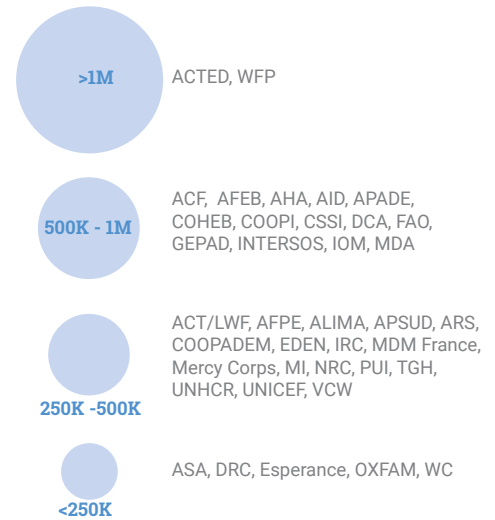 >1M
ACTED, WFP
500K - 1M
ACF,  AFEB, AHA, AID, APADE,
COHEB, COOPI, CSSI, DCA, FAO,
GEPAD, INTERSOS, IOM, MDA
ACT/LWF, AFPE, ALIMA, APSUD, ARS,
COOPADEM, EDEN, IRC, MDM France,
Mercy Corps, MI, NRC, PUI, TGH,
UNHCR, UNICEF, VCW
250K -500K
ASA, DRC, Esperance, OXFAM, WC
<250K